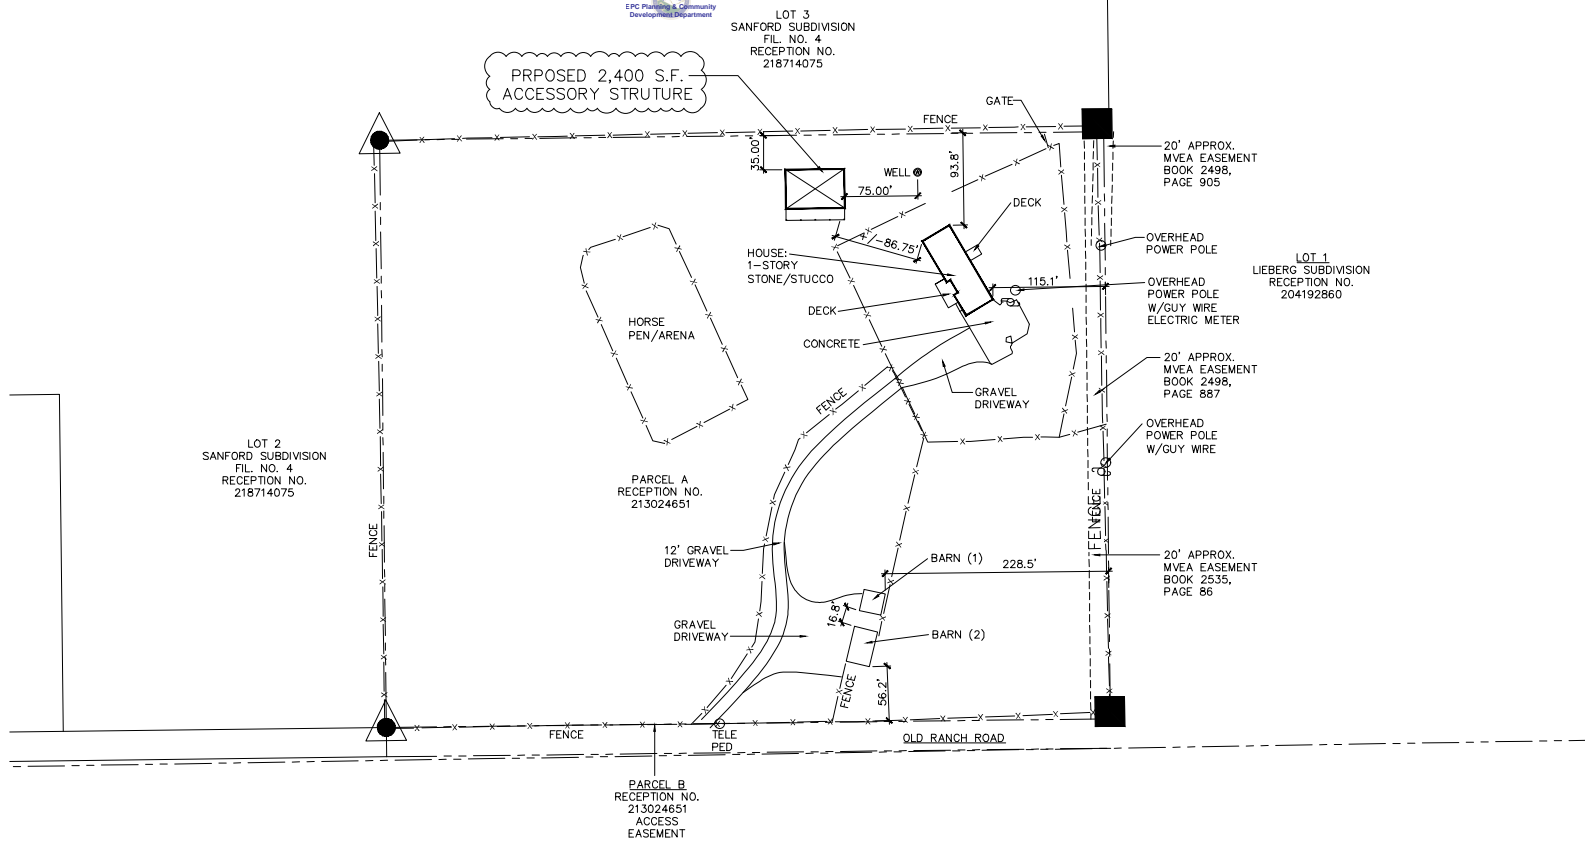 EPC Planning & Community
Development Department
LOT 3
SANFORD SUBDIVISION
FIL. NO. 4
RECEPTION NO.
218714075
PRPOSED 2,400 S.F.
ACCESSORY STRUTURE
GATE
FENCE
35.00'
93.8'
WELL
75.00'
DECK
20' APPROX.
MVEA EASEMENT
BOOK 2498,
PAGE 905
OVERHEAD
POWER POLE
LOT 1
LIEBERG SUBDIVISION
RECEPTION NO.
204192860
+/-86.75'
HOUSE:
1-STORY
STONE/STUCCO
115.1'
OVERHEAD
POWER POLE
W/GUY WIRE
ELECTRIC METER
DECK
HORSE
PEN/ARENA
CONCRETE
20' APPROX.
MVEA EASEMENT
BOOK 2498,
PAGE 887
GRAVEL
DRIVEWAY
FENCE
OVERHEAD
POWER POLE
W/GUY WIRE
LOT 2
SANFORD SUBDIVISION
FIL. NO. 4
RECEPTION NO.
218714075
PARCEL A
RECEPTION NO.
213024651
FENCE
FENCE
FENCE
12' GRAVEL
DRIVEWAY
BARN (1)
228.5'
20' APPROX.
MVEA EASEMENT
BOOK 2535,
PAGE 86
16.8'
GRAVEL
DRIVEWAY
BARN (2)
FENCE
56.2'
FENCE
TELE
PED
OLD RANCH ROAD
PARCEL B
RECEPTION NO.
213024651
ACCESS
EASEMENT